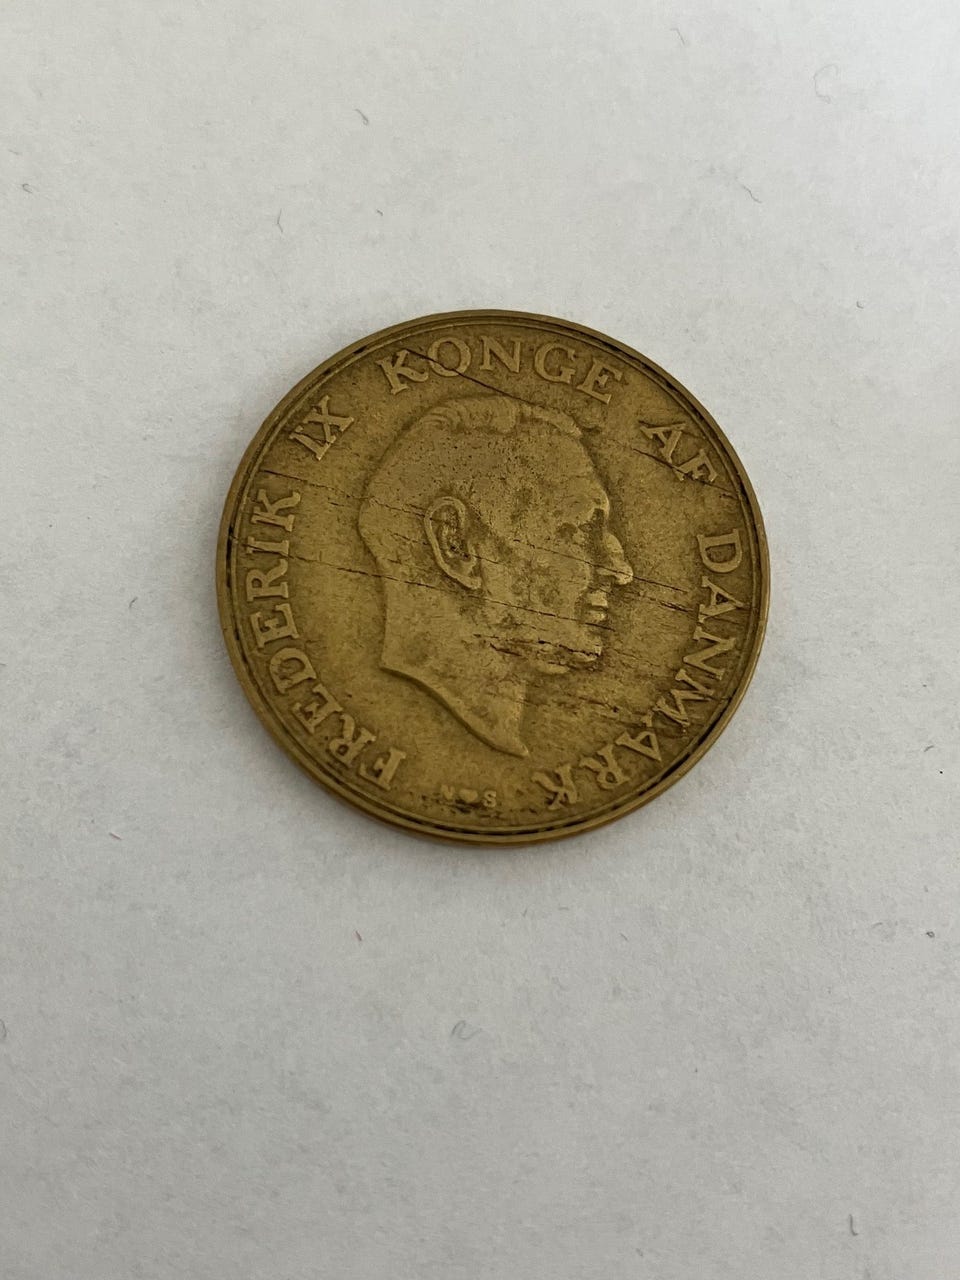 FREDERIK IX KONGE AF DANMARK
N♥S